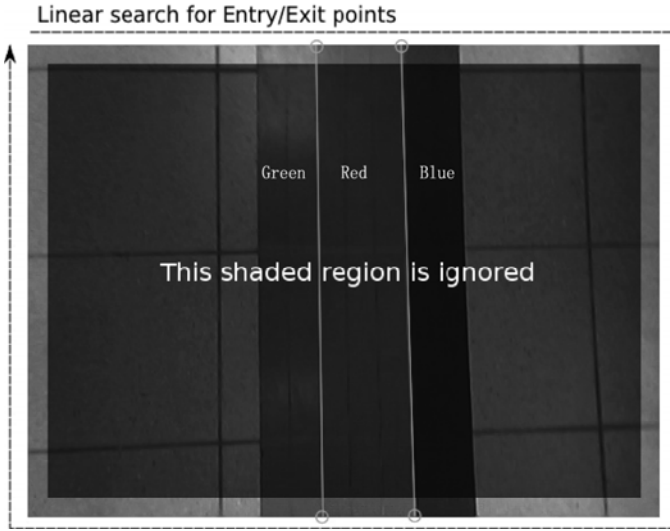 Linear search for Entry/Exit points
Green Red Blue
This shaded region is ignored